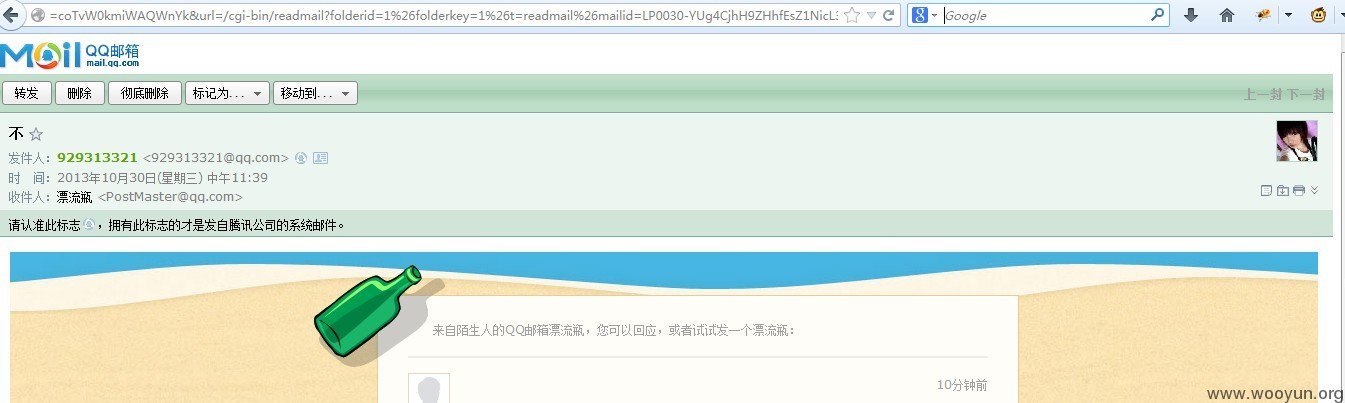 =coTvW0kmiWAQWnYk&url=/cgi-bin/readmail?folderid=1%26folderkey=1%26t=readmail%26mailid=LP0030-YUg4CjhH9ZHhfEsZ1NicL3
Google
Mail QQ邮箱
mail.qq.com
转发 删除 彻底删除 标记为... 移动到...
上一封 下一封
不
发件人：929313321 <929313321@qq.com>
时 间：2013年10月30日(星期三) 中午11:39
收件人：漂流瓶 <PostMaster@qq.com>
请认准此标志，拥有此标志的才是发自腾讯公司的系统邮件。
来自陌生人的QQ邮箱漂流瓶，您可以回应，或者试试发一个漂流瓶：
10分钟前
www.wooyun.org